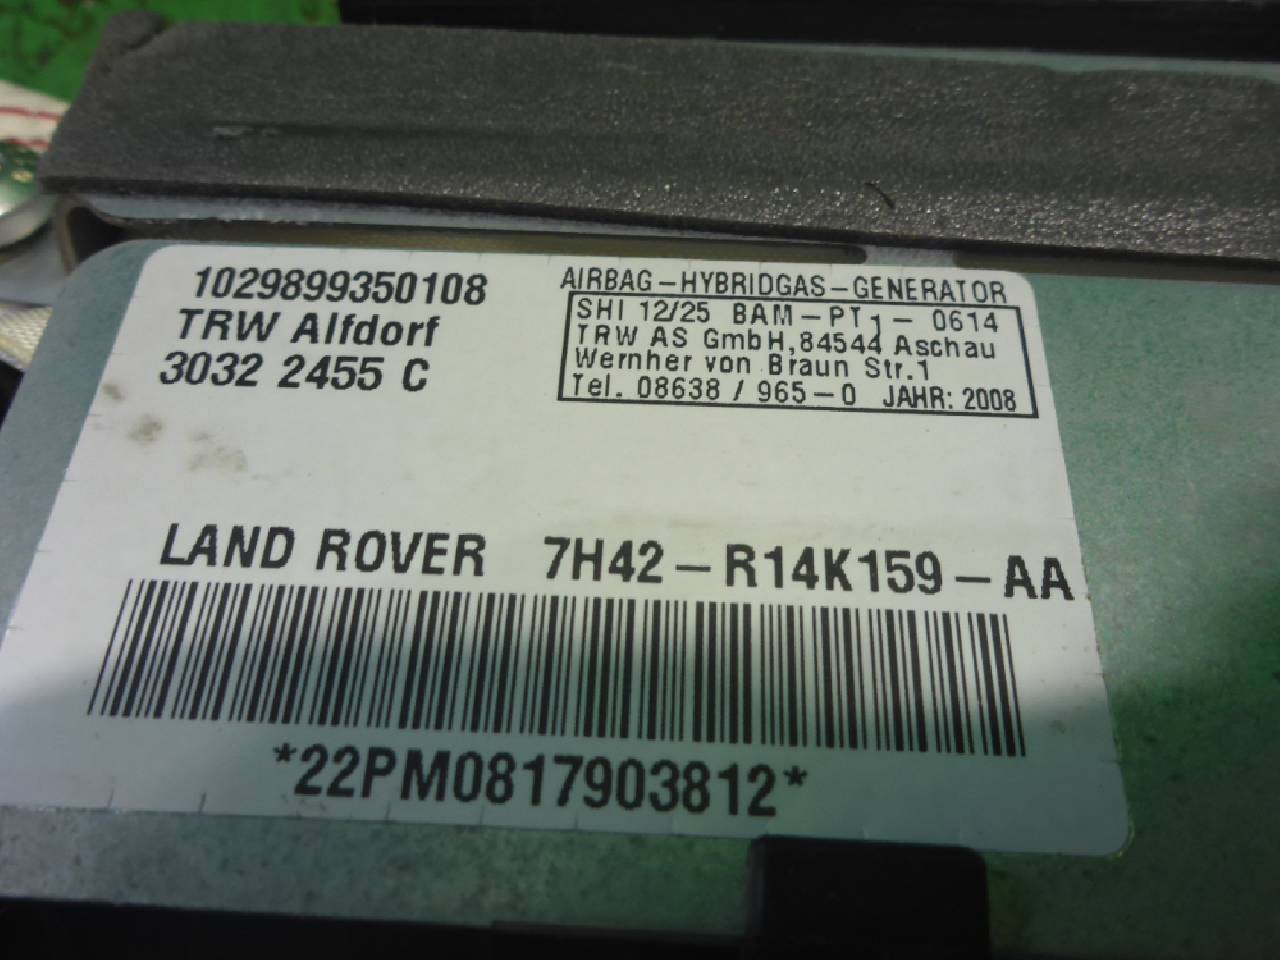 1029899350108
TRW Alfdorf
3032 2455 C
AIRBAG-HYBRIDGAS-GENERATOR
SHI 12/25 BAM-PT1-0614
TRW AS GmbH, 84544 Aschau
Wernher von Braun Str.1
Tel. 08638 / 965-0 JAHR: 2008
LAND ROVER 7H42-R14K159-AA
*22PM0817903812*